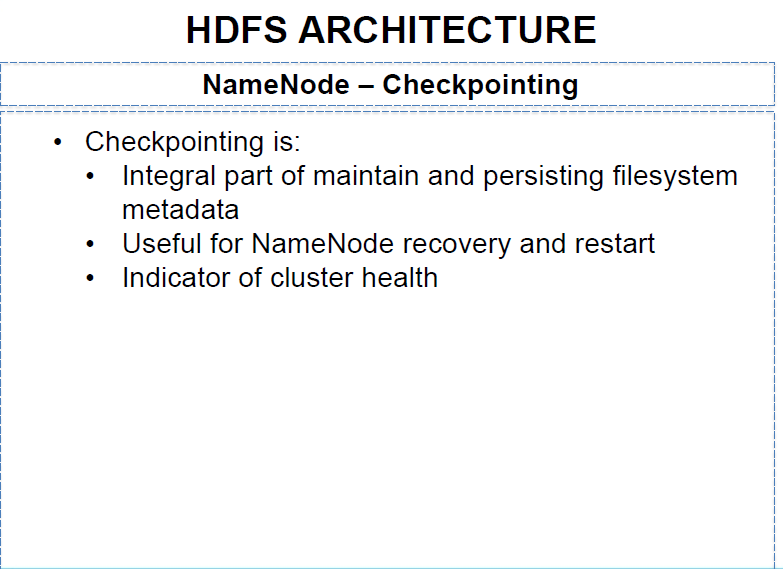 HDFS ARCHITECTURE
NameNode – Checkpointing
• Checkpointing is:
• Integral part of maintain and persisting filesystem
metadata
• Useful for NameNode recovery and restart
• Indicator of cluster health